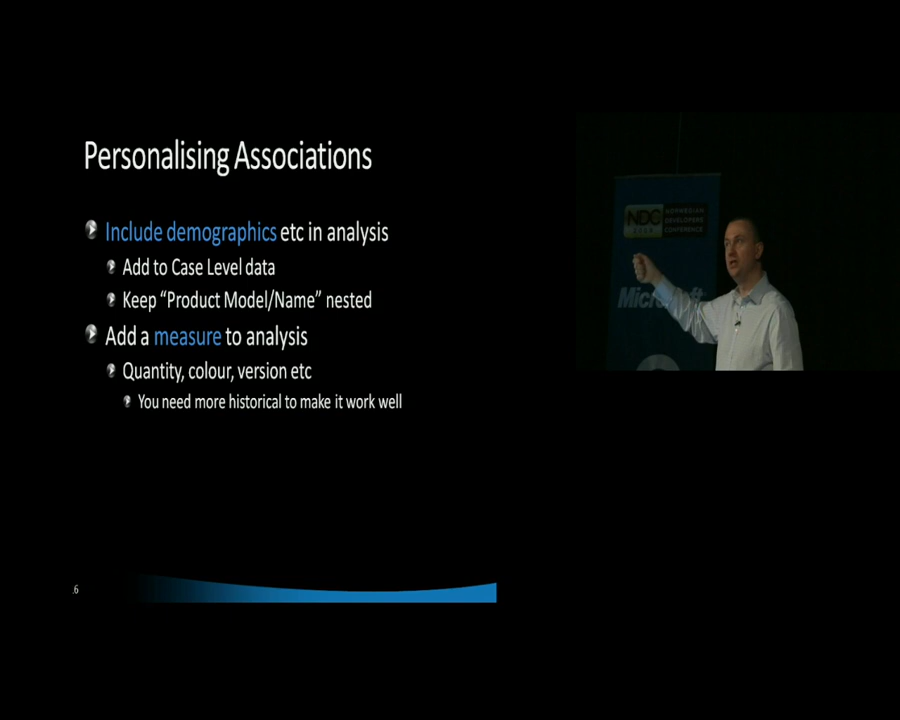 Personalising Associations
Include demographics etc in analysis
Add to Case Level data
Keep “Product Model/Name” nested
Add a measure to analysis
Quantity, colour, version etc
You need more historical to make it work well
.6
NDC
NORWEGIAN
DEVELOPERS
CONFERENCE
Microsoft